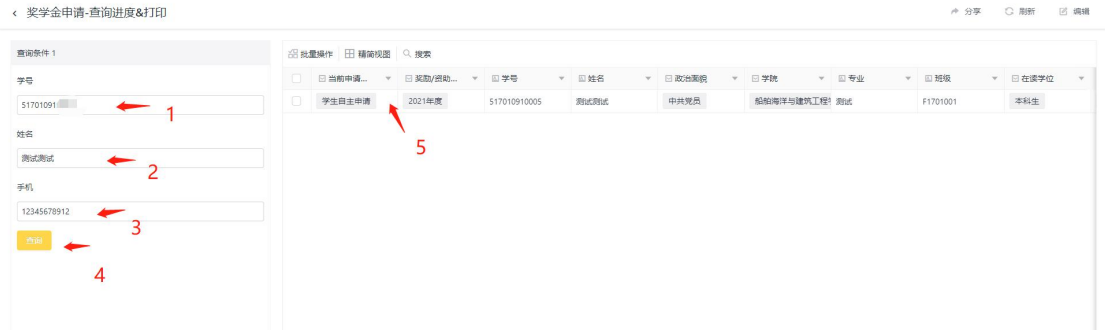 奖学金申请-查询进度&打印
分享 刷新 编辑
查询条件 1
学号
51701091
1
姓名
测试测试
2
手机
12345678912
3
查询
4
批量操作 精简视图 搜索
当前申请... 奖励/资助... 学号 姓名 政治面貌 学院 专业 班级 在读学位
学生自主申请 2021年度 517010910005 测试测试 中共党员 船舶海洋与建筑工程 测试 F1701001 本科生
5